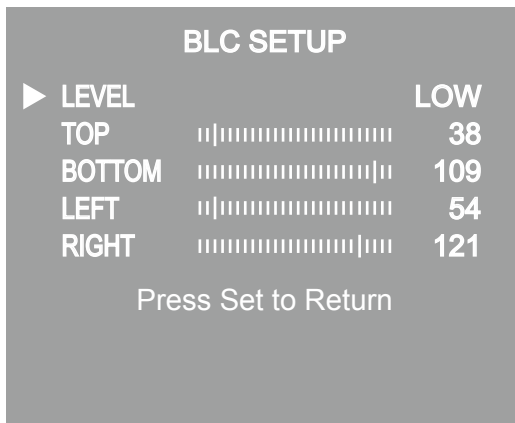 BLC SETUP
LEVEL LOW
TOP 38
BOTTOM 109
LEFT 54
RIGHT 121
Press Set to Return